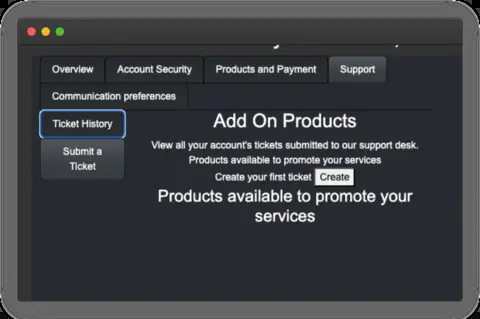 Overview
Account Security
Products and Payment
Support
Communication preferences
Ticket History
Submit a
Ticket
Add On Products
View all your account's tickets submitted to our support desk.
Products available to promote your services
Create your first ticket Create
Products available to promote your
services